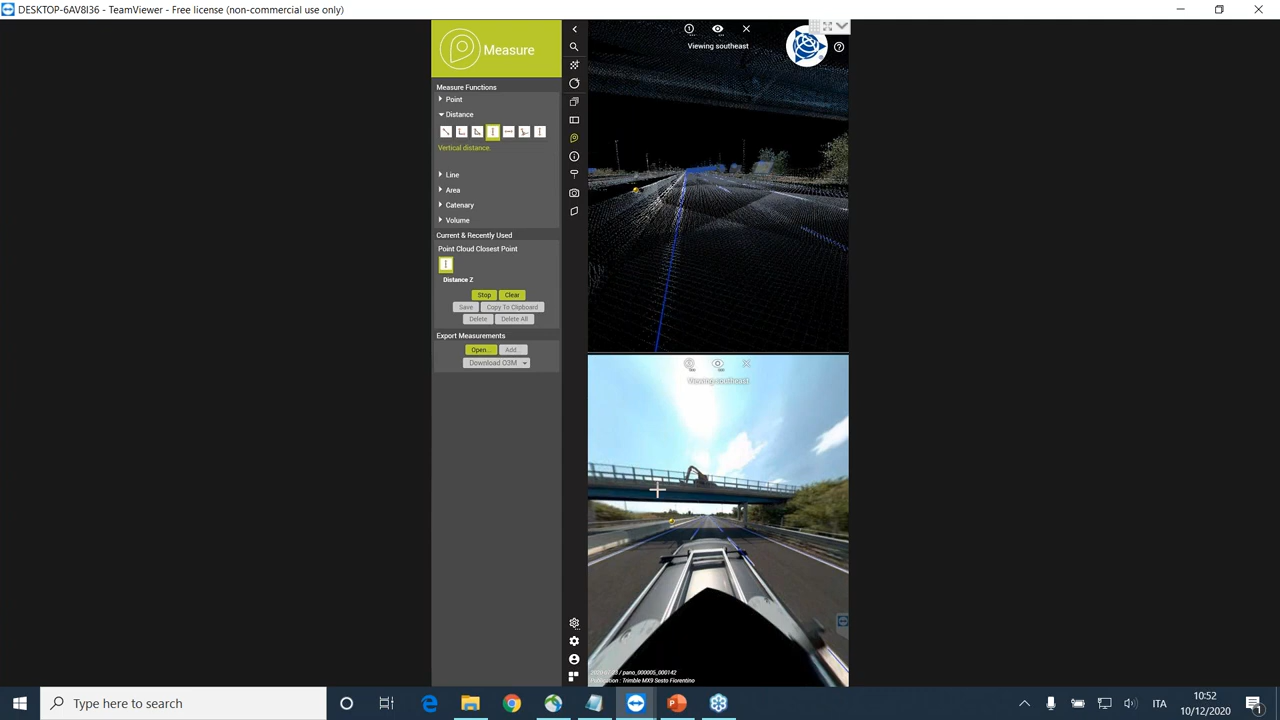 DESKTOP-6AV8I36 - TeamViewer - Free license (non-commercial use only)
Measure
Measure Functions
Point
Distance
Vertical distance.
Line
Area
Catenary
Volume
Current & Recently Used
Point Cloud Closest Point
Distance Z
Stop Clear
Save Copy To Clipboard
Delete Delete All
Export Measurements
Open... Add...
Download O3M
Viewing southeast
Viewing southeast
pano_000005_000142
Publication : Trimble MX9 Sesto Fiorentino
Type here to search
ITA
10:52
10/12/2020
1